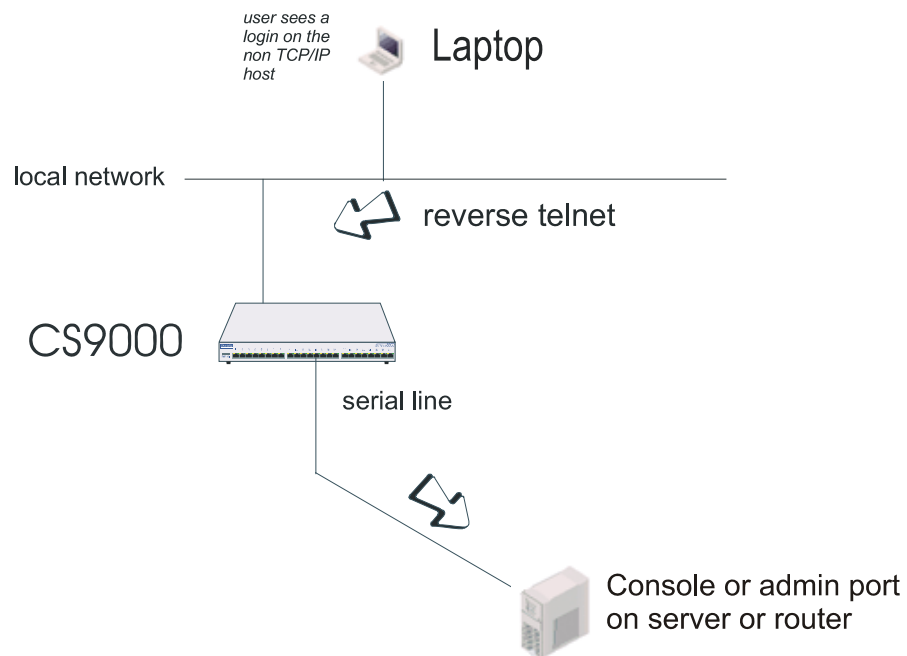 user sees a
login on the
non TCP/IP
host
Laptop
local network
reverse telnet
CS9000
serial line
Console or admin port
on server or router